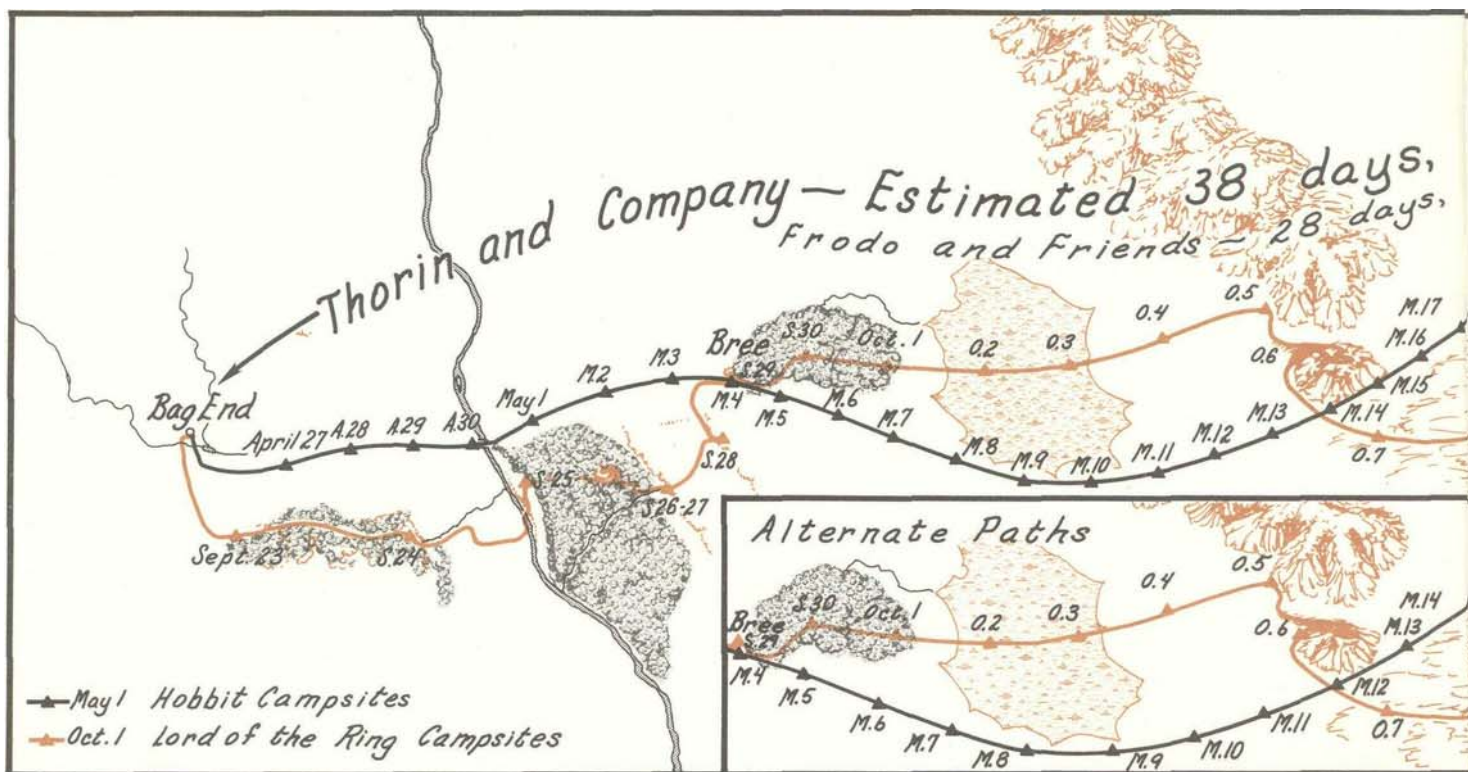 Thorin and Company — Estimated 38 days,
Frodo and Friends — 28 days,
Bag End
April 27
A.28
A.29
A.30
May 1
M.2
M.3
Bree
M.4
M.5
M.6
M.7
M.8
M.9
M.10
M.11
M.12
M.13
M.14
M.15
M.16
M.17
Sept. 23
S.24
S.25
S.26-27
S.28
S.29
S.30
Oct. 1
O.2
O.3
O.4
O.5
O.6
O.7
May 1 Hobbit Campsites
Oct. 1 Lord of the Ring Campsites
Alternate Paths
Bree
S.29
S.30
Oct. 1
O.2
O.3
O.4
O.5
O.6
O.7
M.4
M.5
M.6
M.7
M.8
M.9
M.10
M.11
M.12
M.13
M.14